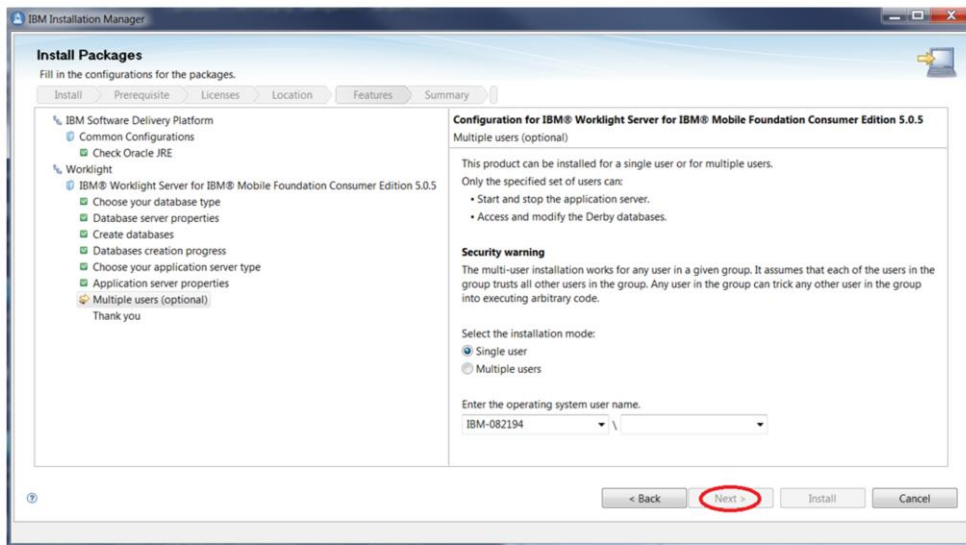 IBM Installation Manager
Install Packages
Fill in the configurations for the packages.
Install
Prerequisite
Licenses
Location
Features
Summary
IBM Software Delivery Platform
Common Configurations
Check Oracle JRE
Worklight
IBM® Worklight Server for IBM® Mobile Foundation Consumer Edition 5.0.5
Choose your database type
Database server properties
Create databases
Databases creation progress
Choose your application server type
Application server properties
Multiple users (optional)
Thank you
Configuration for IBM® Worklight Server for IBM® Mobile Foundation Consumer Edition 5.0.5
Multiple users (optional)
This product can be installed for a single user or for multiple users.
Only the specified set of users can:
• Start and stop the application server.
• Access and modify the Derby databases.
Security warning
The multi-user installation works for any user in a given group. It assumes that each of the users in the
group trusts all other users in the group. Any user in the group can trick any other user in the group
into executing arbitrary code.
Select the installation mode:
Single user
Multiple users
Enter the operating system user name.
IBM-082194 \
? < Back Next > Install Cancel